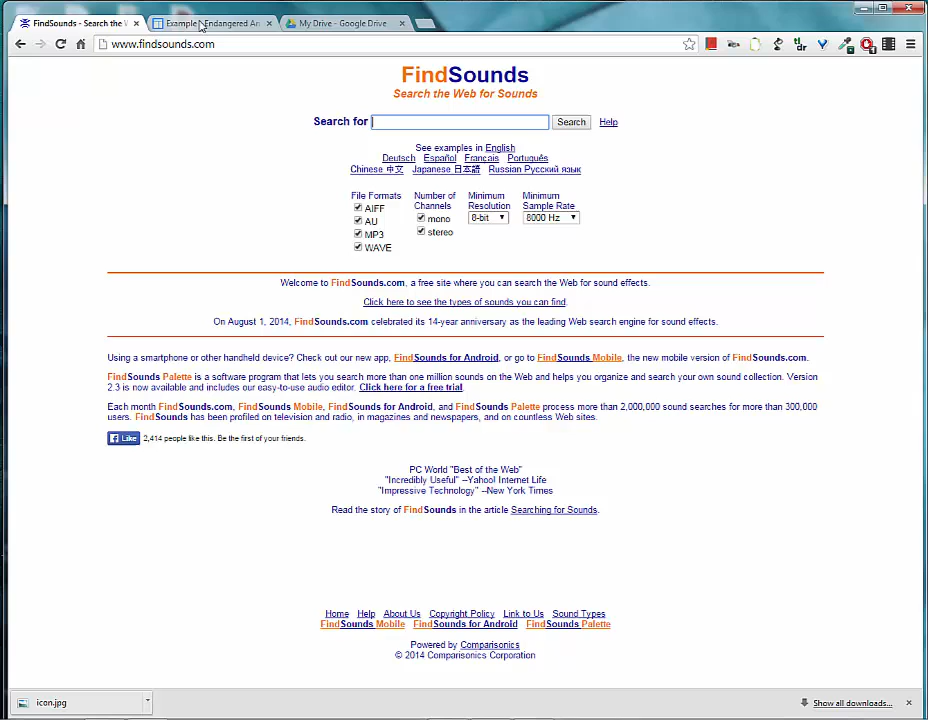 FindSounds - Search the W
Example - Endangered An
My Drive - Google Drive
www.findsounds.com
tl;dr
FindSounds
Search the Web for Sounds
Search for
Search
Help
See examples in English
Deutsch Español Francais Português
Chinese 中文 Japanese 日本語 Russian Русский язык
File Formats
AIFF
AU
MP3
WAVE
Number of
Channels
mono
stereo
Minimum
Resolution
8-bit
Minimum
Sample Rate
8000 Hz
Welcome to FindSounds.com, a free site where you can search the Web for sound effects.
Click here to see the types of sounds you can find.
On August 1, 2014, FindSounds.com celebrated its 14-year anniversary as the leading Web search engine for sound effects.
Using a smartphone or other handheld device? Check out our new app, FindSounds for Android, or go to FindSounds Mobile, the new mobile version of FindSounds.com.
FindSounds Palette is a software program that lets you search more than one million sounds on the Web and helps you organize and search your own sound collection. Version
2.3 is now available and includes our easy-to-use audio editor. Click here for a free trial.
Each month FindSounds.com, FindSounds Mobile, FindSounds for Android, and FindSounds Palette process more than 2,000,000 sound searches for more than 300,000
users. FindSounds has been profiled on television and radio, in magazines and newspapers, and on countless Web sites.
Like 2,414 people like this. Be the first of your friends.
PC World "Best of the Web"
"Incredibly Useful" --Yahoo! Internet Life
"Impressive Technology" --New York Times
Read the story of FindSounds in the article Searching for Sounds.
Home Help About Us Copyright Policy Link to Us Sound Types
FindSounds Mobile FindSounds for Android FindSounds Palette
Powered by Comparisonics
© 2014 Comparisonics Corporation
icon.jpg
Show all downloads...